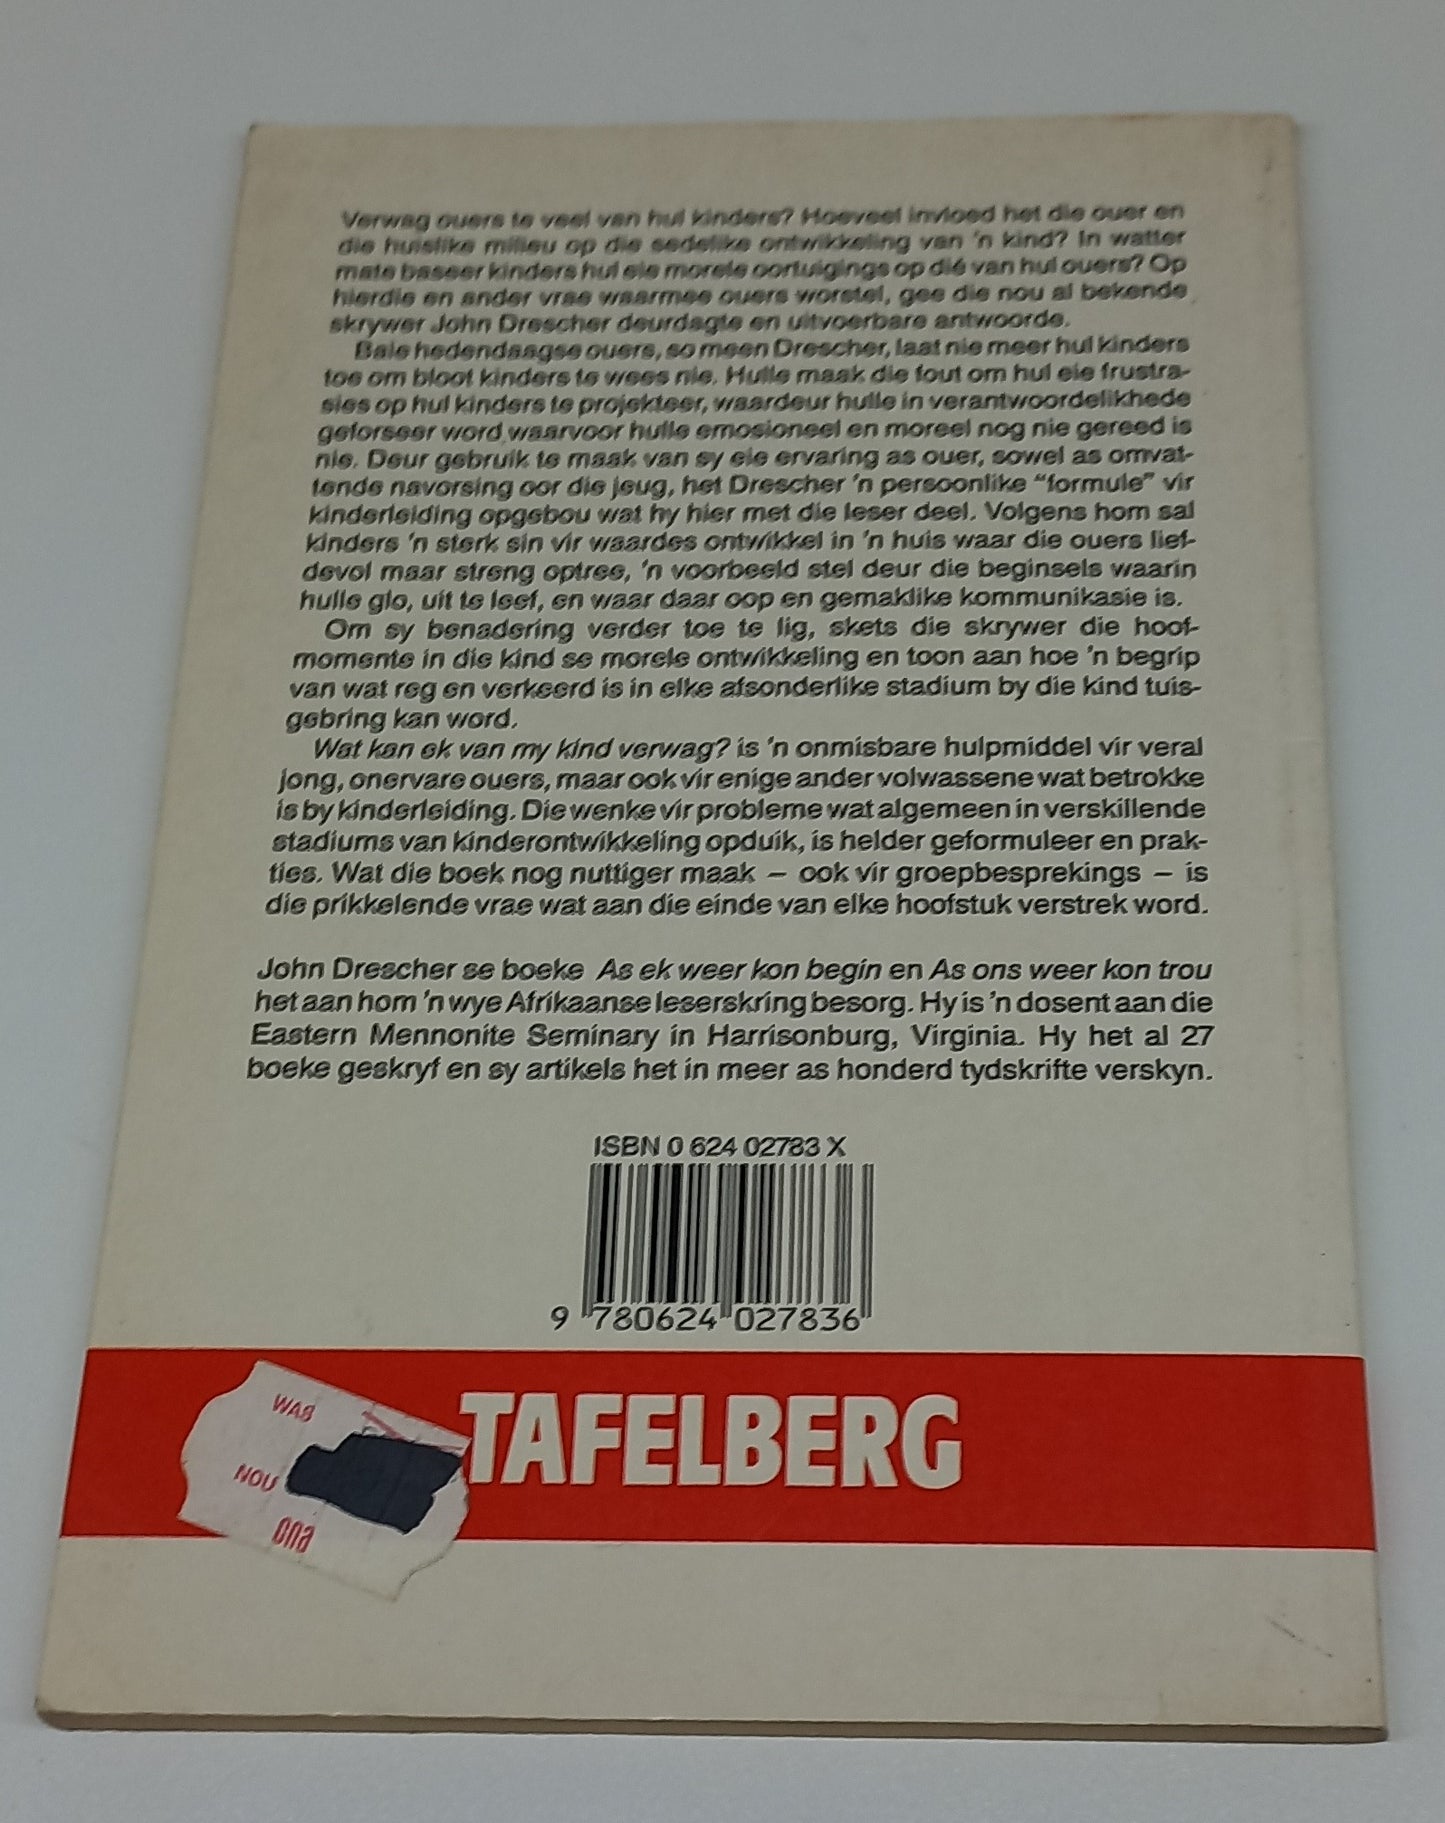 Verwag ouers te veel van hul kinders? Hoeveel invloed het die ouer en
die huislike milieu op die sedelike ontwikkeling van 'n kind? In watter
mate baseer kinders hul eie morele oortuigings op dié van hul ouers? Op
hierdie en ander vrae waarmee ouers worstel, gee die nou al bekende
skrywer John Drescher deurdagte en uitvoerbare antwoorde.
Baie hedendaagse ouers, so meen Drescher, laat nie meer hul kinders
toe om bloot kinders te wees nie. Hulle maak die fout om hul eie frustra-
sies op hul kinders te projekteer, waardeur hulle in verantwoordelikhede
geforseer word waarvoor hulle emosioneel en moreel nog nie gereed is
nie. Deur gebruik te maak van sy eie ervaring as ouer, sowel as omvat-
tende navorsing oor die jeug, het Drescher 'n persoonlike “formule” vir
kinderleiding opgebou wat hy hier met die leser deel. Volgens hom sal
kinders 'n sterk sin vir waardes ontwikkel in 'n huis waar die ouers lief-
devol maar streng optree, 'n voorbeeld stel deur die beginsels waarin
hulle glo, uit te leef, en waar daar oop en gemaklike kommunikasie is.
Om sy benadering verder toe te lig, skets die skrywer die hoof-
momente in die kind se morele ontwikkeling en toon aan hoe 'n begrip
van wat reg en verkeerd is in elke afsonderlike stadium by die kind tuis-
gebring kan word.
Wat kan ek van my kind verwag? is 'n onmisbare hulpmiddel vir veral
jong, onervare ouers, maar ook vir enige ander volwassene wat betrokke
is by kinderleiding. Die wenke vir probleme wat algemeen in verskillende
stadiums van kinderontwikkeling opduik, is helder geformuleer en prak-
ties. Wat die boek nog nuttiger maak – ook vir groepbesprekings – is
die prikkelende vrae wat aan die einde van elke hoofstuk verstrek word.
John Drescher se boeke As ek weer kon begin en As ons weer kon trou
het aan hom 'n wye Afrikaanse leserskring besorg. Hy is 'n dosent aan die
Eastern Mennonite Seminary in Harrisonburg, Virginia. Hy het al 27
boeke geskryf en sy artikels het in meer as honderd tydskrifte verskyn.
ISBN 0 624 02783 X
9 780624 027836
TAFELBERG
WAS
NOU
cna